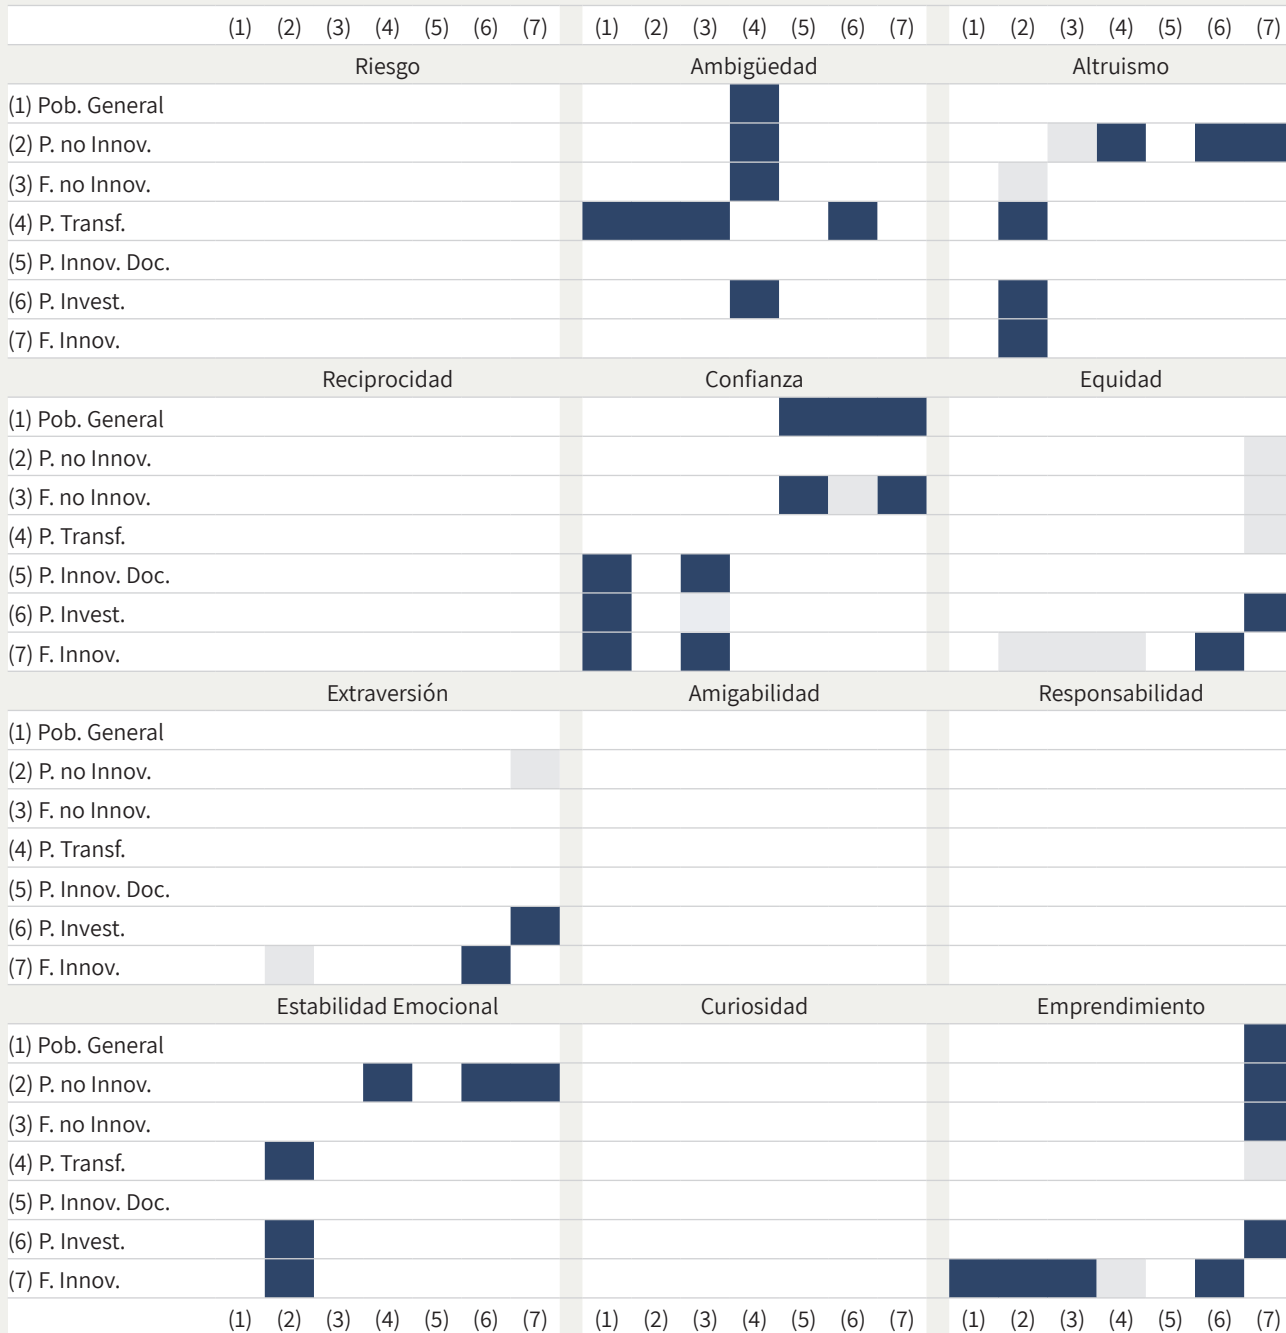 (1) (2) (3) (4) (5) (6) (7) (1) (2) (3) (4) (5) (6) (7) (1) (2) (3) (4) (5) (6) (7)
Riesgo Ambigüedad Altruismo
(1) Pob. General
(2) P. no Innov.
(3) F. no Innov.
(4) P. Transf.
(5) P. Innov. Doc.
(6) P. Invest.
(7) F. Innov.
Reciprocidad Confianza Equidad
(1) Pob. General
(2) P. no Innov.
(3) F. no Innov.
(4) P. Transf.
(5) P. Innov. Doc.
(6) P. Invest.
(7) F. Innov.
Extraversión Amigabilidad Responsabilidad
(1) Pob. General
(2) P. no Innov.
(3) F. no Innov.
(4) P. Transf.
(5) P. Innov. Doc.
(6) P. Invest.
(7) F. Innov.
Estabilidad Emocional Curiosidad Emprendimiento
(1) Pob. General
(2) P. no Innov.
(3) F. no Innov.
(4) P. Transf.
(5) P. Innov. Doc.
(6) P. Invest.
(7) F. Innov.
(1) (2) (3) (4) (5) (6) (7) (1) (2) (3) (4) (5) (6) (7) (1) (2) (3) (4) (5) (6) (7)